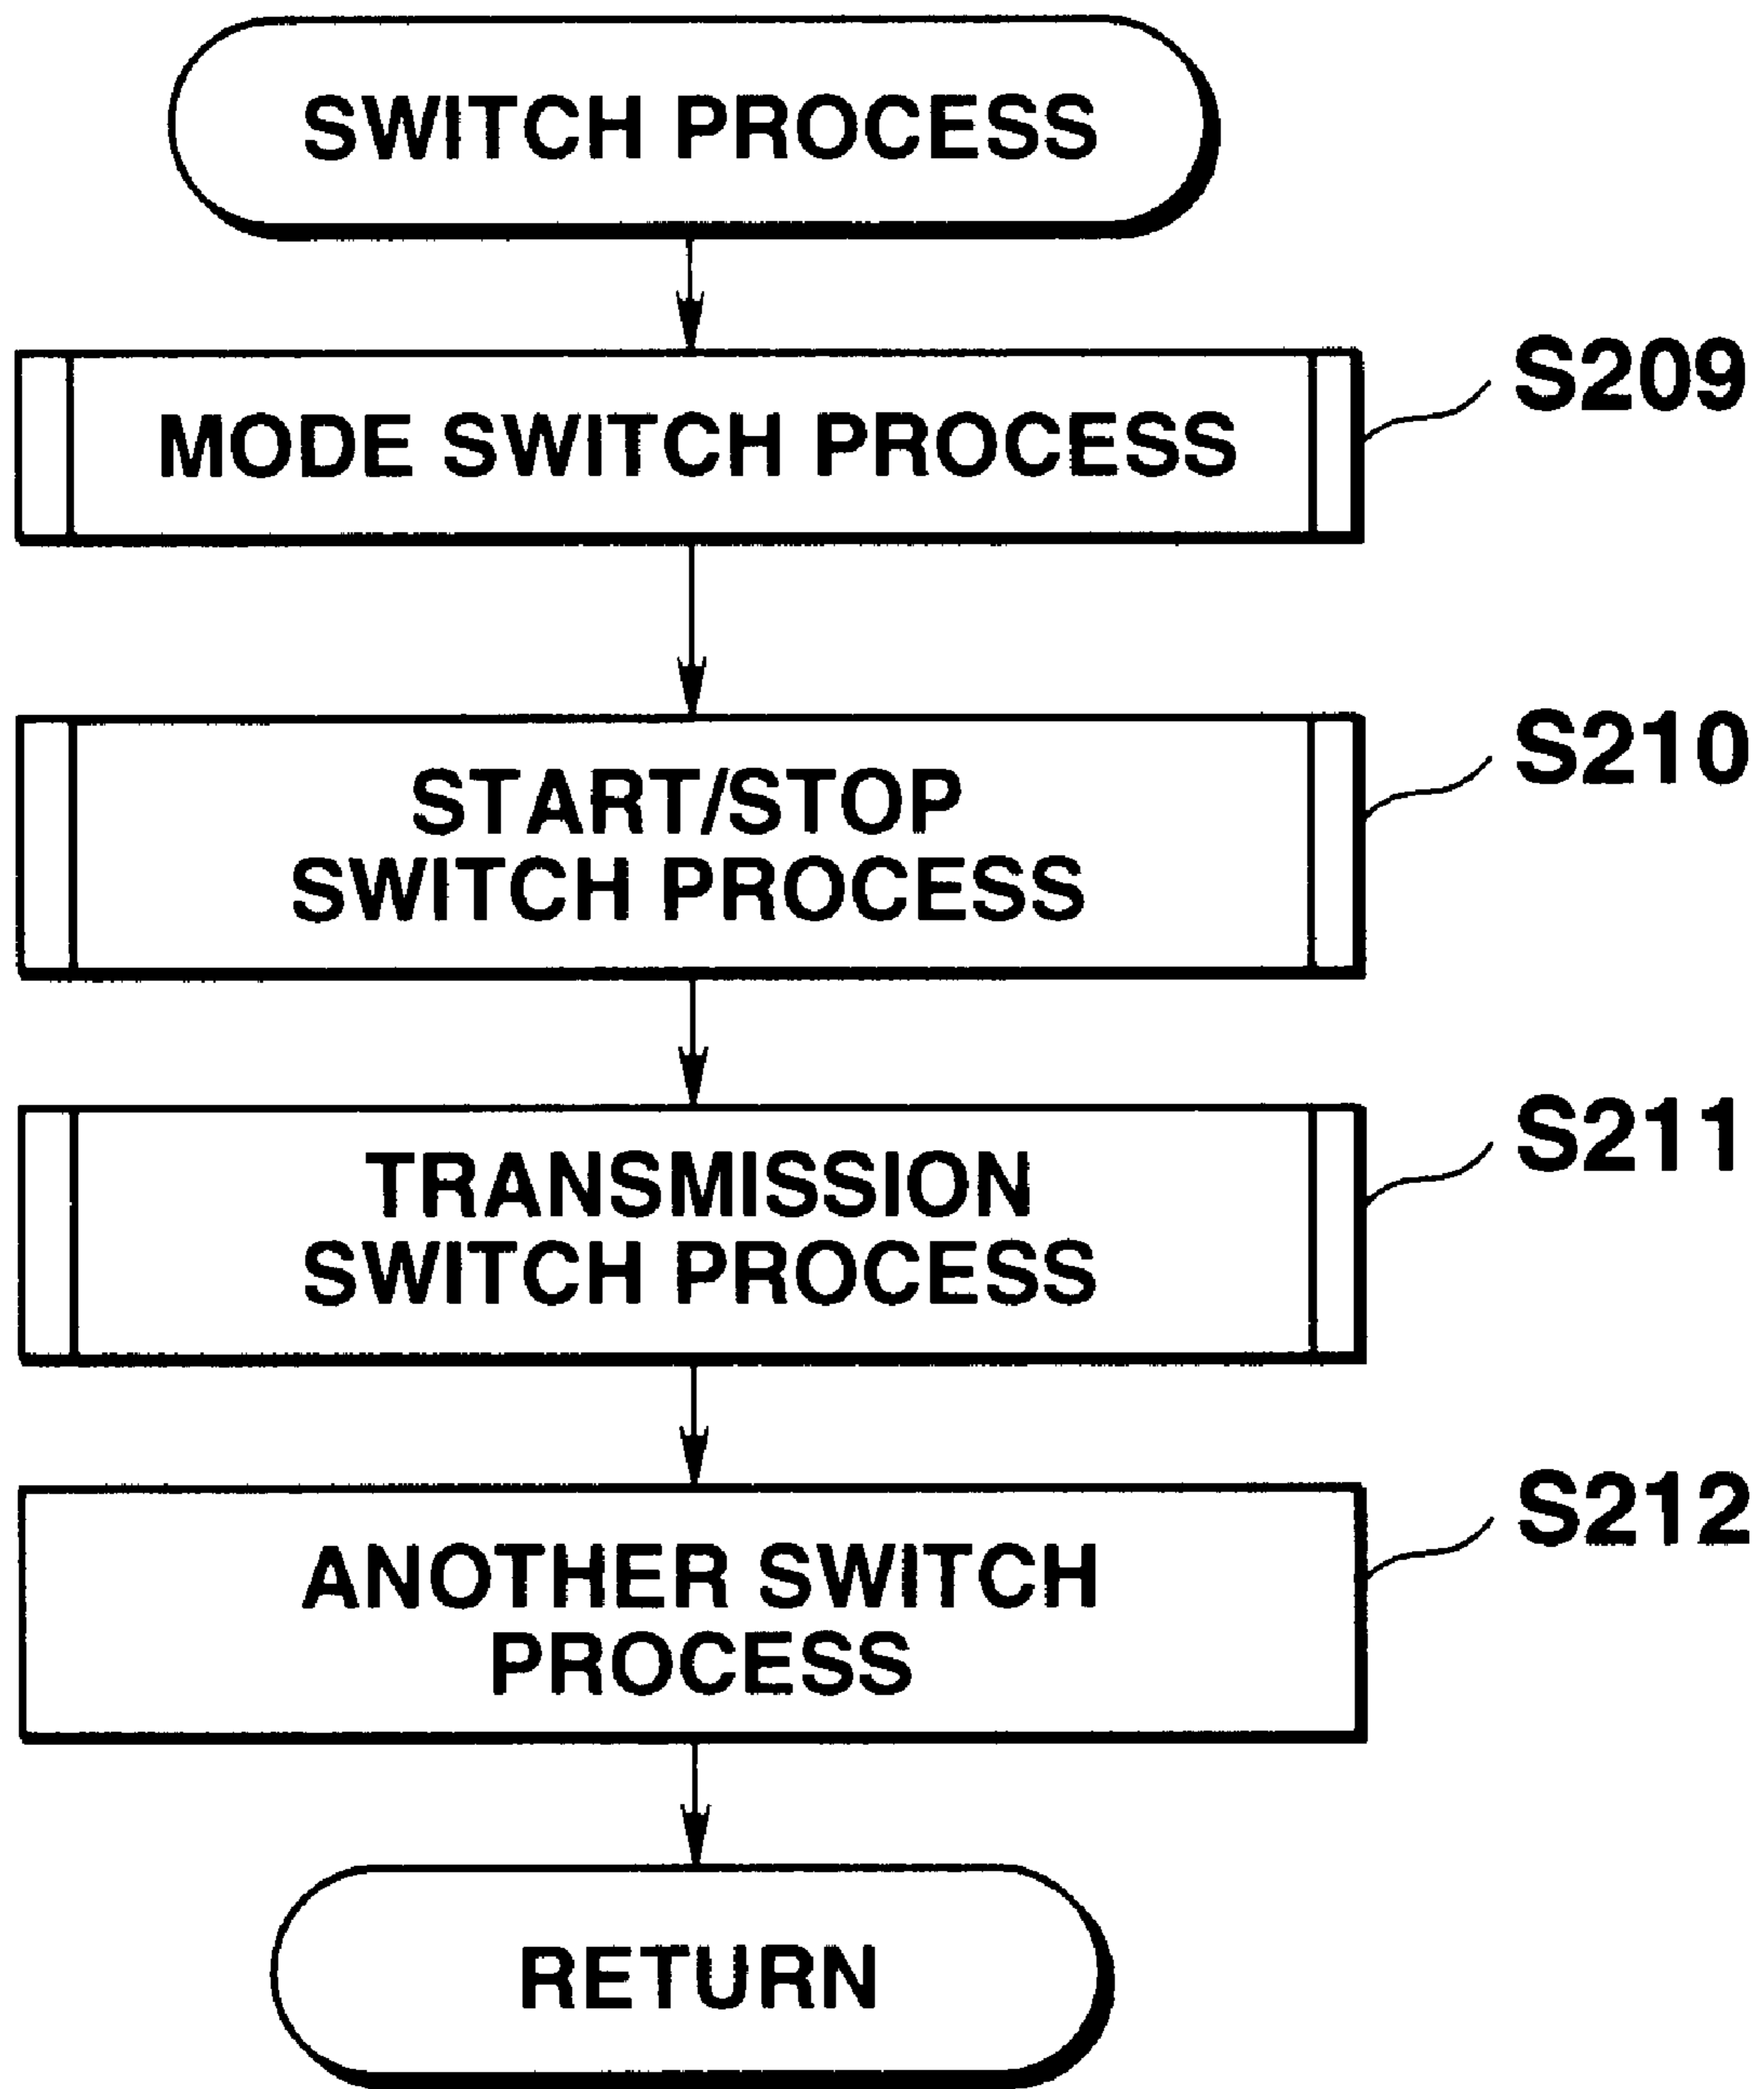 SWITCH PROCESS
MODE SWITCH PROCESS
S209
START/STOP
SWITCH PROCESS
S210
TRANSMISSION
SWITCH PROCESS
S211
ANOTHER SWITCH
PROCESS
S212
RETURN